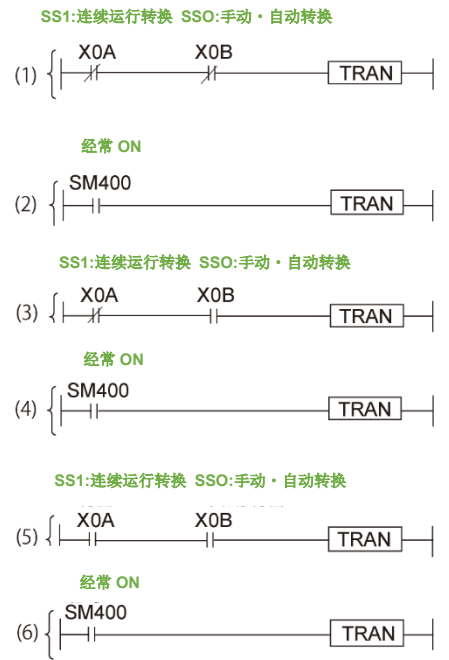 SS1:连续运行转换 SSO:手动·自动转换
X0A X0B
(1) TRAN
经常 ON
SM400
(2) TRAN
SS1:连续运行转换 SSO:手动·自动转换
X0A X0B
(3) TRAN
经常 ON
SM400
(4) TRAN
SS1:连续运行转换 SSO:手动·自动转换
X0A X0B
(5) TRAN
经常 ON
SM400
(6) TRAN